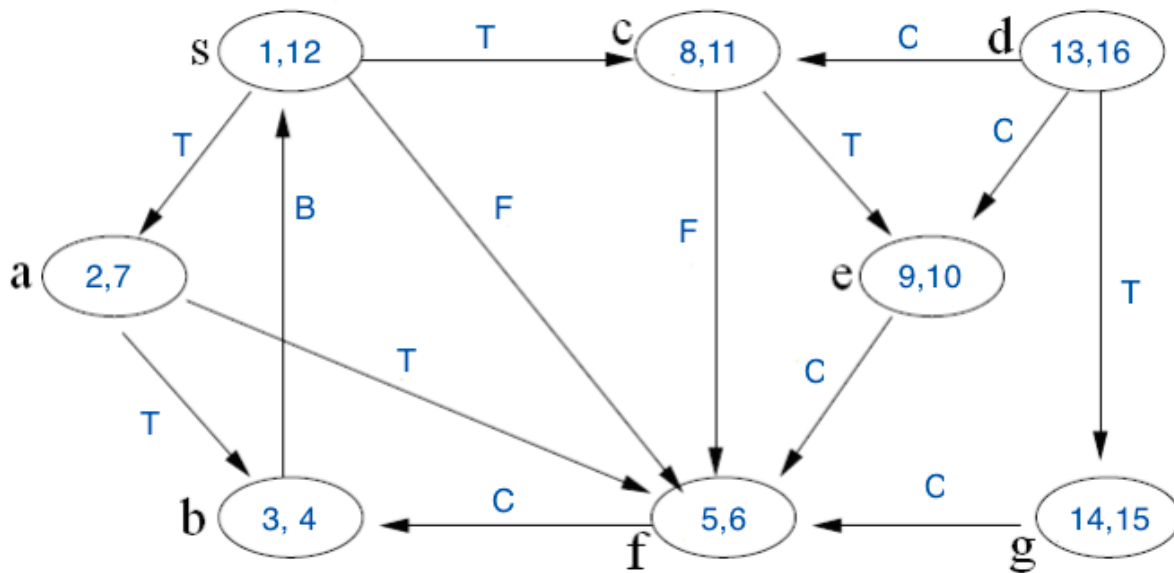 s 1,12 T c 8,11 C d 13,16
T F T C
B F T
a 2,7 e 9,10
T C
T
b 3, 4 C f 5,6 C g 14,15